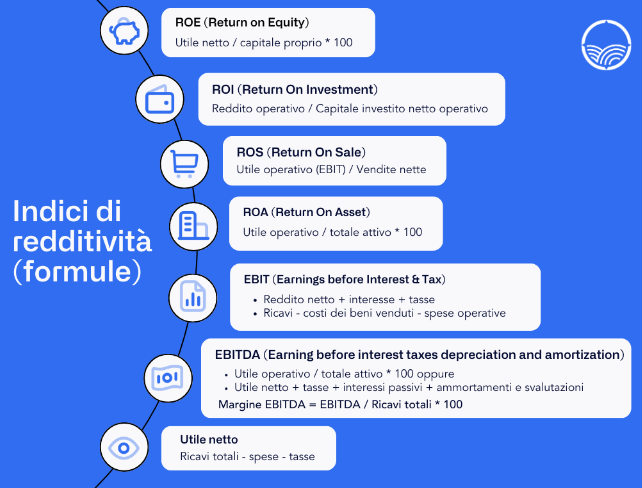 Indici di
redditività
(formule)
ROE (Return on Equity)
Utile netto / capitale proprio * 100
ROI (Return On Investment)
Reddito operativo / Capitale investito netto operativo
ROS (Return On Sale)
Utile operativo (EBIT) / Vendite nette
ROA (Return On Asset)
Utile operativo / totale attivo * 100
EBIT (Earnings before Interest & Tax)
• Reddito netto + interesse + tasse
• Ricavi - costi dei beni venduti - spese operative
EBITDA (Earning before interest taxes depreciation and amortization)
• Utile operativo / totale attivo * 100 oppure
• Utile netto + tasse + interessi passivi + ammortamenti e svalutazioni
Margine EBITDA = EBITDA / Ricavi totali * 100
Utile netto
Ricavi totali - spese - tasse